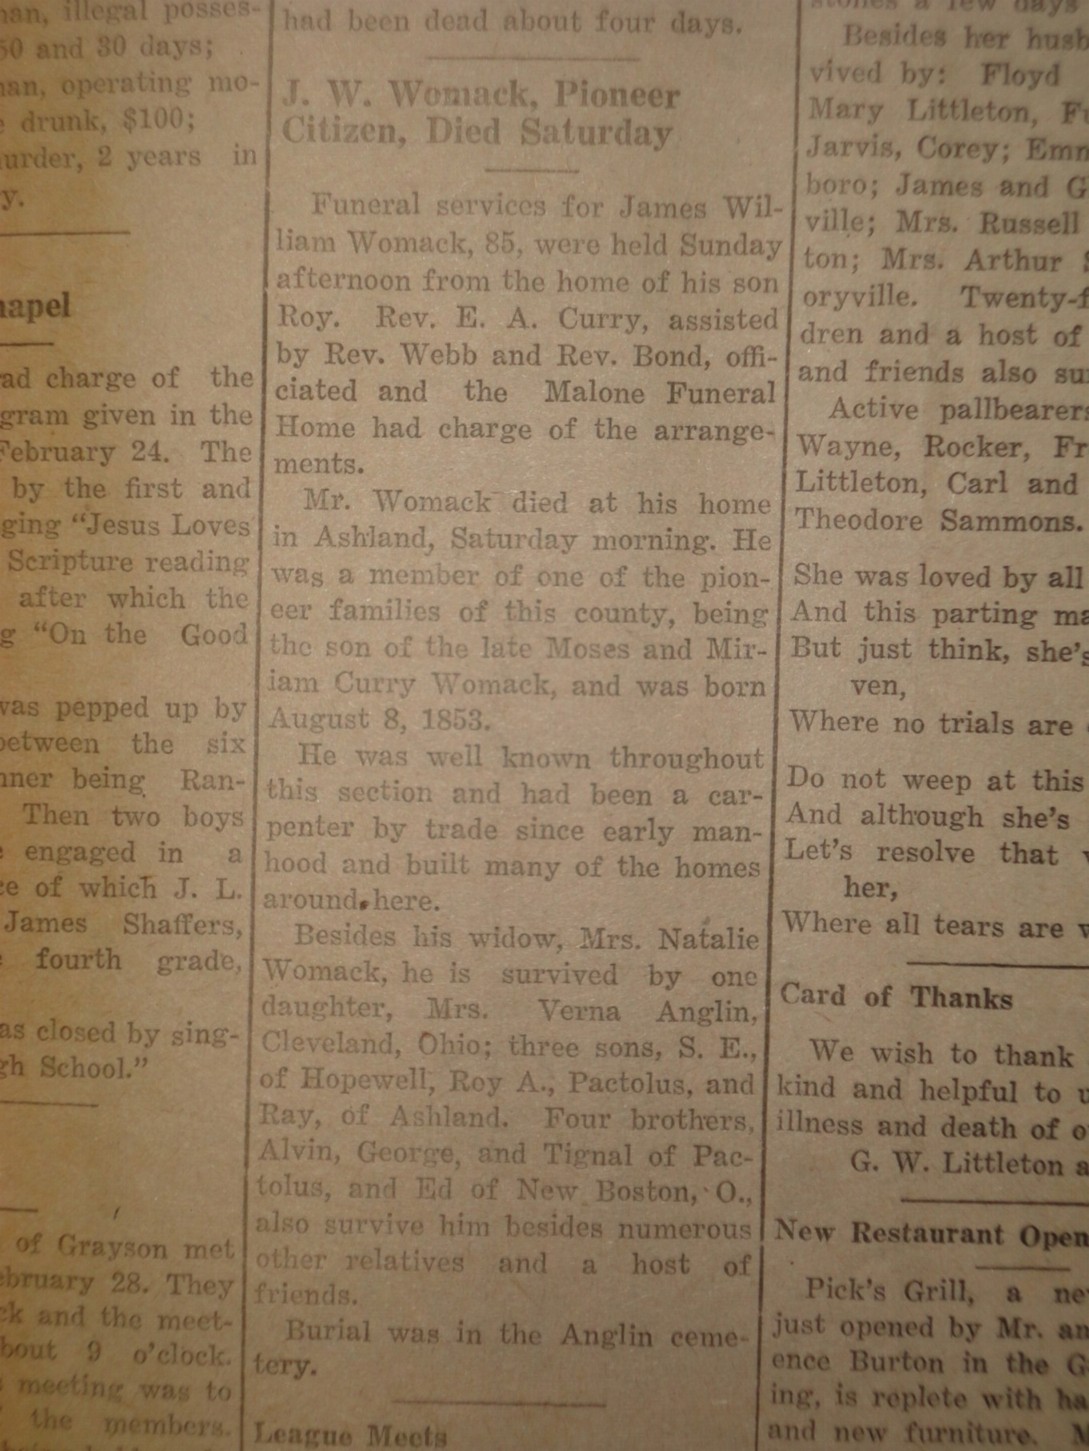 man, illegal posses-
50 and 30 days;
operating mo-
drunk, $100;
2 years in
February 24. The
ad charge of the
gram given in the
by the first and
ging “Jesus Loves
Scripture reading
after which the
“On the Good
was pepped up by
between the six
being Ran-
Then two boys
engaged in a
of which J. L.
James Shaffers,
fourth grade,
as closed by sing-
School.”
of Grayson met
28. They
and the meet-
9 o’clock.
meeting was to
the members.
had been dead about four days.
J. W. Womack, Pioneer
Citizen, Died Saturday
Funeral services for James Wil-
liam Womack, 85, were held Sunday
afternoon from the home of his son
Roy. Rev. E. A. Curry, assisted
by Rev. Webb and Rev. Bond, offi-
ciated and the Malone Funeral
Home had charge of the arrange-
ments.
Mr. Womack died at his home
in Ashland, Saturday morning. He
was a member of one of the pion-
eer families of this county, being
the son of the late Moses and Mir-
iam Curry Womack, and was born
August 8, 1853.
He was well known throughout
this section and had been a car-
penter by trade since early man-
hood and built many of the homes
around here.
Besides his widow, Mrs. Natalie
Womack, he is survived by one
daughter, Mrs. Verna Anglin,
Cleveland, Ohio; three sons, S. E.,
of Hopewell, Roy A., Pactolus, and
Ray, of Ashland. Four brothers,
Alvin, George, and Tignal of Pac-
tolus, and Ed of New Boston, O.,
also survive him besides numerous
other relatives and a host of
friends.
Burial was in the Anglin ceme-
tery.
League Meets
stones a few days
Besides her husb
vived by: Floyd
Mary Littleton,
Jarvis, Corey;
boro; James and G
ville; Mrs. Russell
ton; Mrs. Arthur
oryville. Twenty-f
dren and a host of
and friends also
Active pallbearers
Wayne, Rocker, Fr
Littleton, Carl and
Theodore Sammons.
She was loved by all
And this parting
But just think, she’s
ven,
Where no trials are
Do not weep at this
And although she’s
Let’s resolve that
her,
Where all tears are
Card of Thanks
We wish to thank
kind and helpful to
illness and death of
G. W. Littleton
New Restaurant Open
Pick’s Grill, a
just opened by Mr.
ence Burton in the
ing, is replete with
and new furniture.